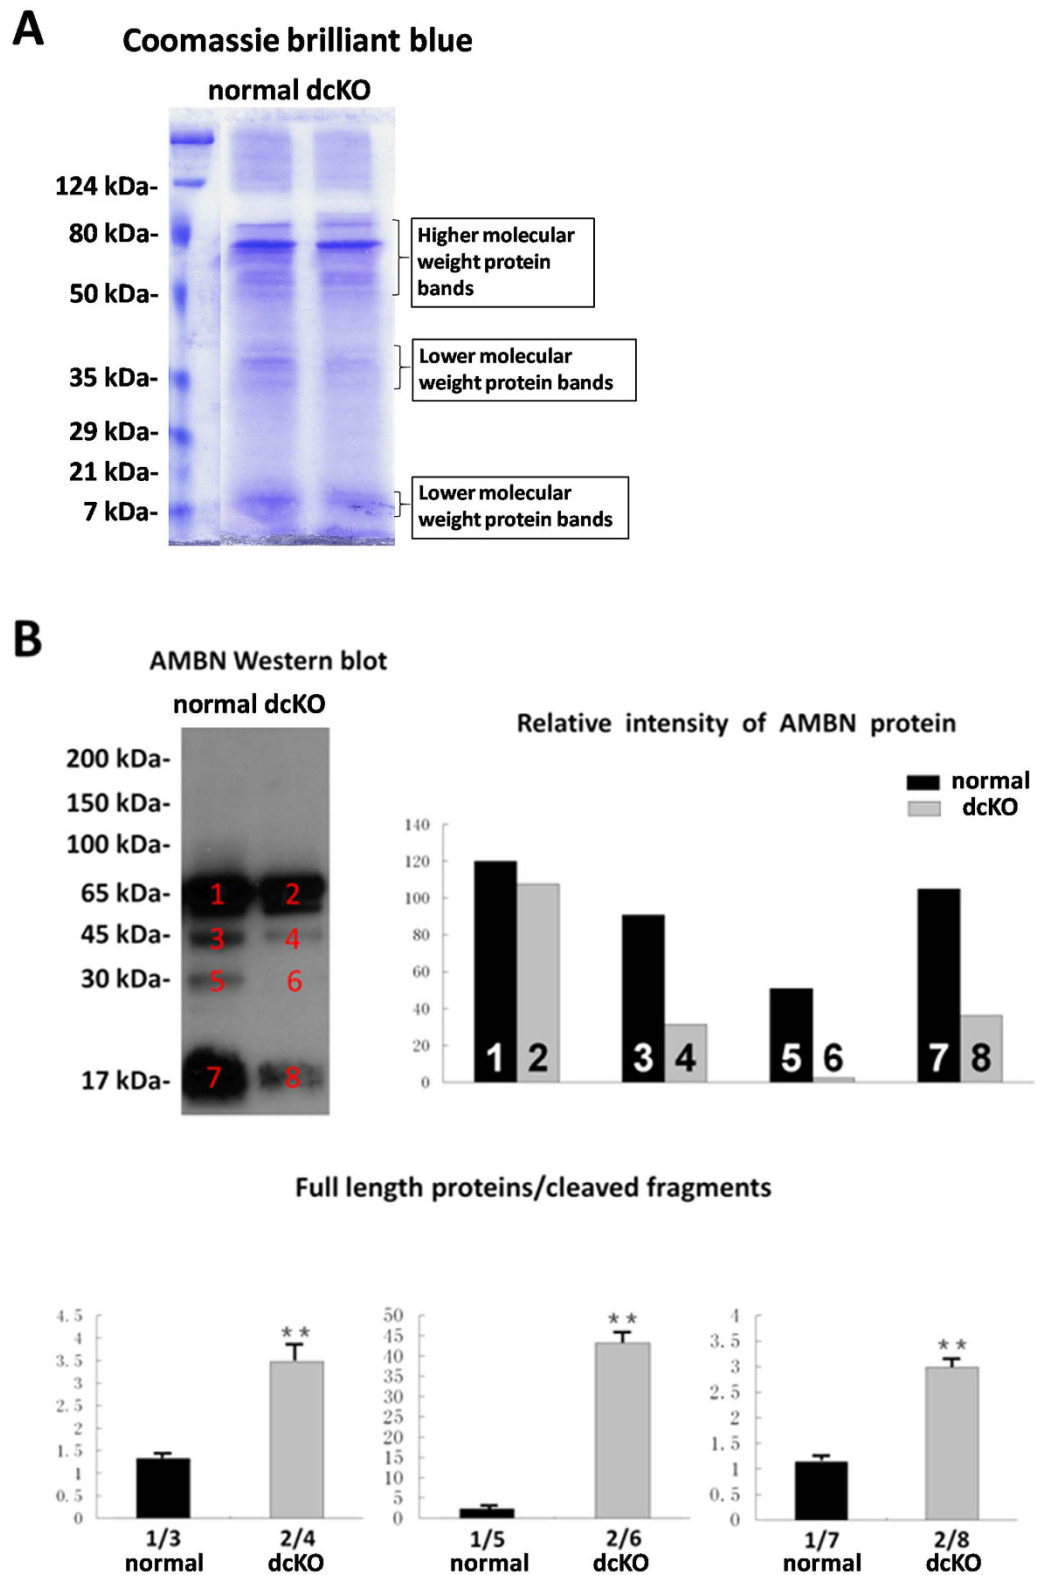 A
Coomassie brilliant blue
normal dcKO
124 kDa-
80 kDa-
50 kDa-
35 kDa-
29 kDa-
21 kDa-
7 kDa-
Higher molecular
weight protein
bands
Lower molecular
weight protein bands
Lower molecular
weight protein bands
B
AMBN Western blot
normal dcKO
200 kDa-
150 kDa-
100 kDa-
65 kDa-
45 kDa-
30 kDa-
17 kDa-
1 2
3 4
5 6
7 8
Relative intensity of AMBN protein
normal
dcKO
140
120
100
80
60
40
20
0
1 2 3 4 5 6 7 8
Full length proteins/cleaved fragments
4.5
4
3.5
3
2.5
2
1.5
1
0.5
0
**
1/3 2/4
normal dcKO
50
45
40
35
30
25
20
15
10
5
0
**
1/5 2/6
normal dcKO
4
3.5
3
2.5
2
1.5
1
0.5
0
**
1/7 2/8
normal dcKO